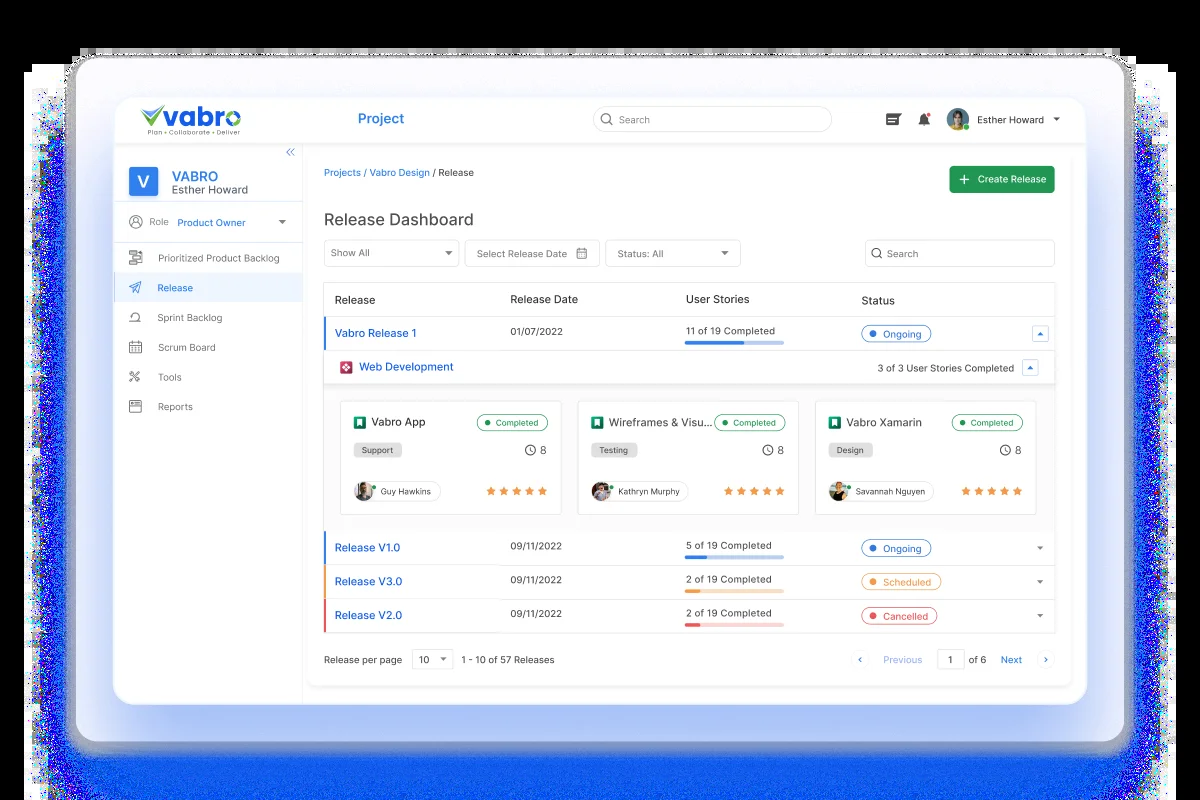 vabro
Plan • Collaborate • Deliver
Project
Search
Esther Howard
V
VABRO
Esther Howard
Role Product Owner
Prioritized Product Backlog
Release
Sprint Backlog
Scrum Board
Tools
Reports
Projects / Vabro Design / Release
+ Create Release
Release Dashboard
Show All
Select Release Date
Status: All
Search
Release Release Date User Stories Status
Vabro Release 1 01/07/2022 11 of 19 Completed Ongoing
Web Development 3 of 3 User Stories Completed
Vabro App Completed
Support 8
Guy Hawkins
Wireframes & Visu... Completed
Testing 8
Kathryn Murphy
Vabro Xamarin Completed
Design 8
Savannah Nguyen
Release V1.0 09/11/2022 5 of 19 Completed Ongoing
Release V3.0 09/11/2022 2 of 19 Completed Scheduled
Release V2.0 09/11/2022 2 of 19 Completed Cancelled
Release per page 10 1 - 10 of 57 Releases
Previous 1 of 6 Next